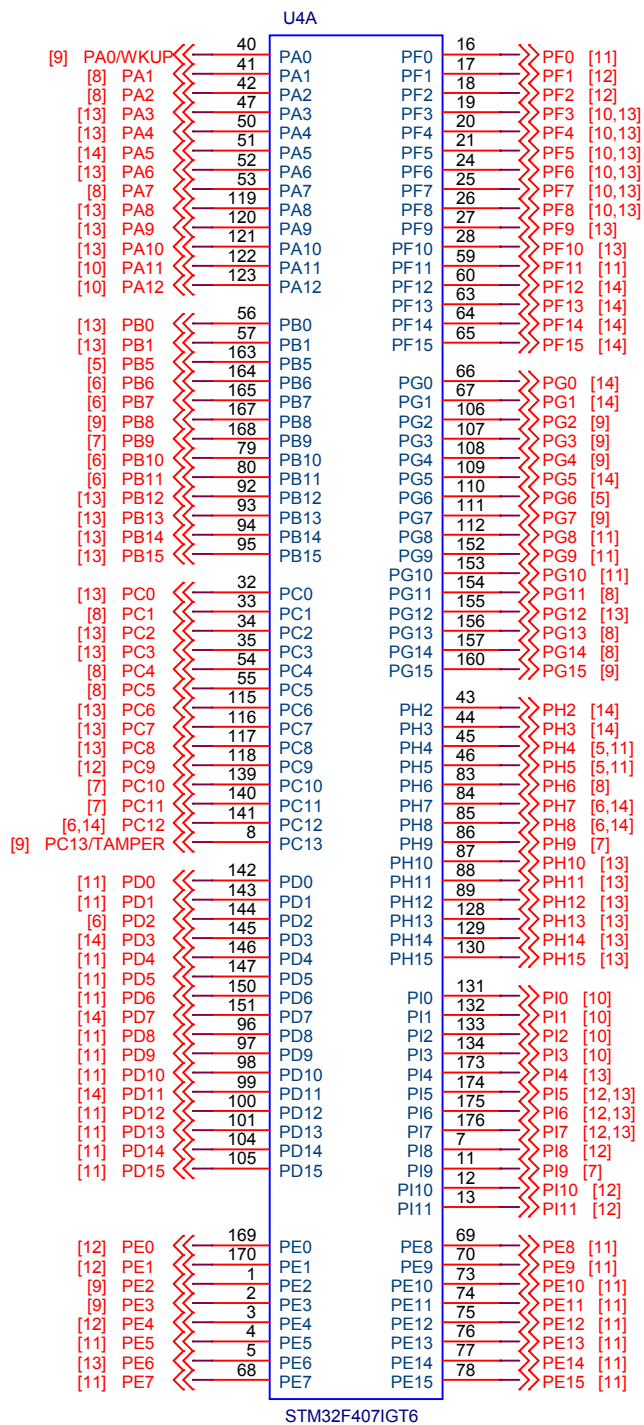 U4A
[9] PA0/WKUP 40 PA0 PF0 16 PF0 [11]
[8] PA1 41 PA1 PF1 17 PF1 [12]
[8] PA2 42 PA2 PF2 18 PF2 [12]
[13] PA3 47 PA3 PF3 19 PF3 [10,13]
[13] PA4 50 PA4 PF4 20 PF4 [10,13]
[14] PA5 51 PA5 PF5 21 PF5 [10,13]
[13] PA6 52 PA6 PF6 24 PF6 [10,13]
[8] PA7 53 PA7 PF7 25 PF7 [10,13]
[13] PA8 119 PA8 PF8 26 PF8 [10,13]
[13] PA9 120 PA9 PF9 27 PF9 [13]
[13] PA10 121 PA10 PF10 28 PF10 [13]
[10] PA11 122 PA11 PF11 59 PF11 [11]
[10] PA12 123 PA12 PF12 60 PF12 [14]
PF13 63 PF13 [14]
[13] PB0 56 PB0 PF14 64 PF14 [14]
[13] PB1 57 PB1 PF15 65 PF15 [14]
[5] PB5 163 PB5
[6] PB6 164 PB6 PG0 66 PG0 [14]
[6] PB7 165 PB7 PG1 67 PG1 [14]
[9] PB8 167 PB8 PG2 106 PG2 [9]
[7] PB9 168 PB9 PG3 107 PG3 [9]
[6] PB10 79 PB10 PG4 108 PG4 [9]
[6] PB11 80 PB11 PG5 109 PG5 [14]
[13] PB12 92 PB12 PG6 110 PG6 [5]
[13] PB13 93 PB13 PG7 111 PG7 [9]
[13] PB14 94 PB14 PG8 112 PG8 [11]
[13] PB15 95 PB15 PG9 152 PG9 [11]
PG10 153 PG10 [11]
[13] PC0 32 PC0 PG11 154 PG11 [8]
[8] PC1 33 PC1 PG12 155 PG12 [13]
[13] PC2 34 PC2 PG13 156 PG13 [8]
[13] PC3 35 PC3 PG14 157 PG14 [8]
[8] PC4 54 PC4 PG15 160 PG15 [9]
[8] PC5 55 PC5
[13] PC6 115 PC6 PH2 43 PH2 [14]
[13] PC7 116 PC7 PH3 44 PH3 [14]
[13] PC8 117 PC8 PH4 45 PH4 [5,11]
[12] PC9 118 PC9 PH5 46 PH5 [5,11]
[7] PC10 139 PC10 PH6 83 PH6 [8]
[7] PC11 140 PC11 PH7 84 PH7 [6,14]
[6,14] PC12 141 PC12 PH8 85 PH8 [6,14]
[9] PC13/TAMPER 8 PC13 PH9 86 PH9 [7]
PH10 87 PH10 [13]
[11] PD0 142 PD0 PH11 88 PH11 [13]
[11] PD1 143 PD1 PH12 89 PH12 [13]
[6] PD2 144 PD2 PH13 128 PH13 [13]
[14] PD3 145 PD3 PH14 129 PH14 [13]
[11] PD4 146 PD4 PH15 130 PH15 [13]
[11] PD5 147 PD5
[11] PD6 150 PD6 PI0 131 PI0 [10]
[14] PD7 151 PD7 PI1 132 PI1 [10]
[11] PD8 96 PD8 PI2 133 PI2 [10]
[11] PD9 97 PD9 PI3 134 PI3 [10]
[11] PD10 98 PD10 PI4 173 PI4 [13]
[14] PD11 99 PD11 PI5 174 PI5 [12,13]
[11] PD12 100 PD12 PI6 175 PI6 [12,13]
[11] PD13 101 PD13 PI7 176 PI7 [12,13]
[11] PD14 104 PD14 PI8 7 PI8 [12]
[11] PD15 105 PD15 PI9 11 PI9 [7]
PI10 12 PI10 [12]
PI11 13 PI11 [12]
[12] PE0 169 PE0 PE8 69 PE8 [11]
[12] PE1 170 PE1 PE9 70 PE9 [11]
[9] PE2 1 PE2 PE10 73 PE10 [11]
[9] PE3 2 PE3 PE11 74 PE11 [11]
[12] PE4 3 PE4 PE12 75 PE12 [11]
[11] PE5 4 PE5 PE13 76 PE13 [11]
[13] PE6 5 PE6 PE14 77 PE14 [11]
[11] PE7 68 PE7 PE15 78 PE15 [11]
STM32F407IGT6